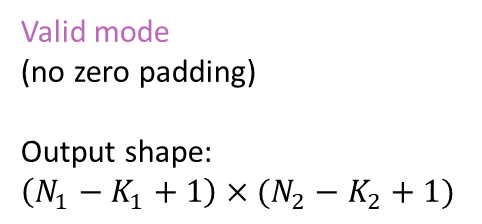 Valid mode
(no zero padding)
Output shape:
(N₁ − K₁ + 1) × (N₂ − K₂ + 1)